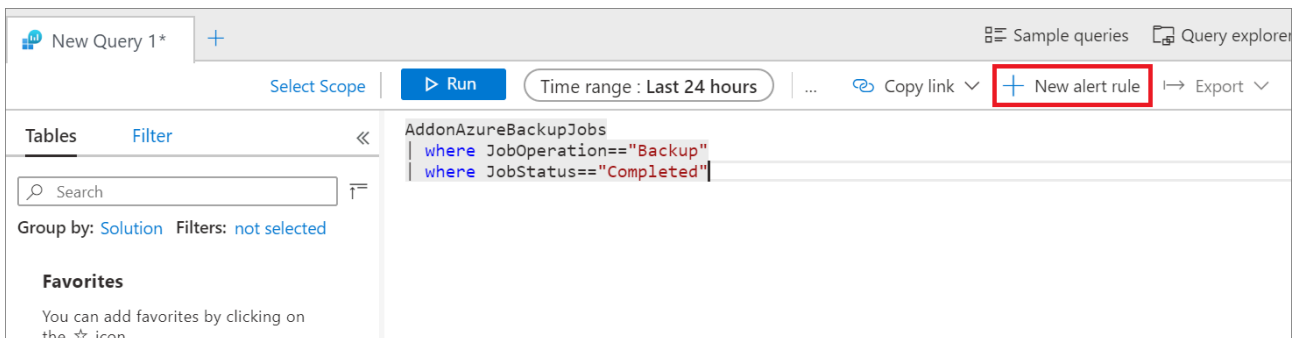 New Query 1*
+
Sample queries
Query explorer
Select Scope
Run
Time range : Last 24 hours
...
Copy link
+ New alert rule
Export
Tables
Filter
«
AddonAzureBackupJobs
| where JobOperation=="Backup"
| where JobStatus=="Completed"
Search
Group by: Solution Filters: not selected
Favorites
You can add favorites by clicking on
the ☆ icon